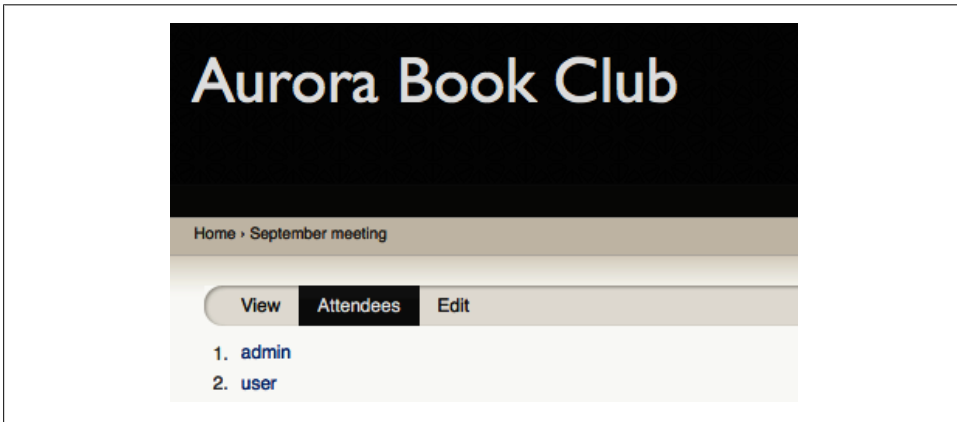 Aurora Book Club
Home › September meeting
View Attendees Edit
1. admin
2. user